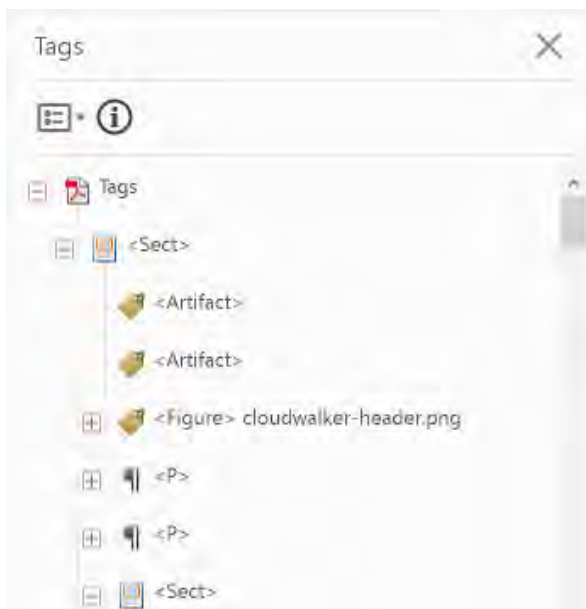 Tags
Tags
<Sect>
<Artifact>
<Artifact>
<Figure> cloudwalker-header.png
<P>
<P>
<Sect>